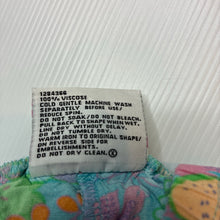 1284366
100% VISCOSE
COLD GENTLE MACHINE WASH
SEPARATELY BEFORE USE/
REDUCE SPIN.
DO NOT SOAK/DO NOT BLEACH/
PULL BACK TO SHAPE WHEN WET.
LINE DRY WITHOUT DELAY.
DO NOT TUMBLE DRY.
WARM IRON TO ORIGINAL SHAPE/
ON REVERSE SIDE FOR
EMBELLISHMENTS.
DO NOT DRY CLEAN.